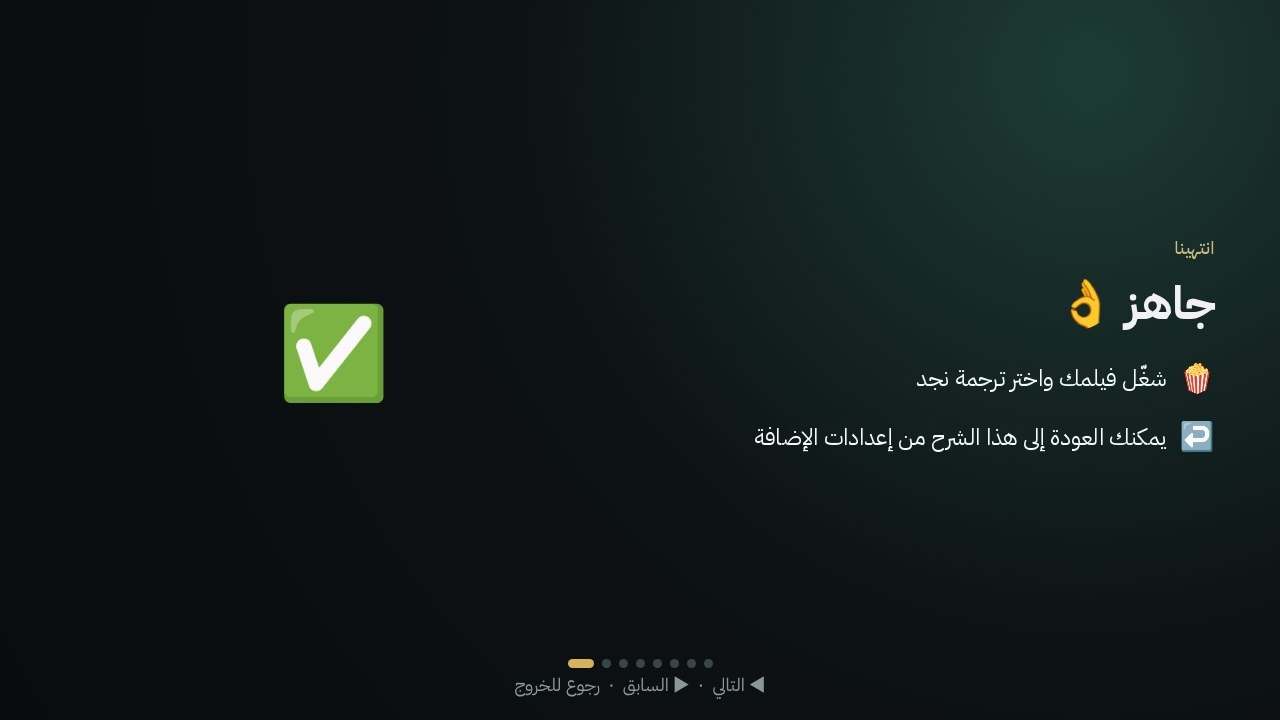 انتهينا
جاهز 👌
🍿 شغّل فيلمك واختر ترجمة نجد
↩️ يمكنك العودة إلى هذا الشرح من إعدادات الإضافة
◀ التالي · ▶ السابق · رجوع للخروج